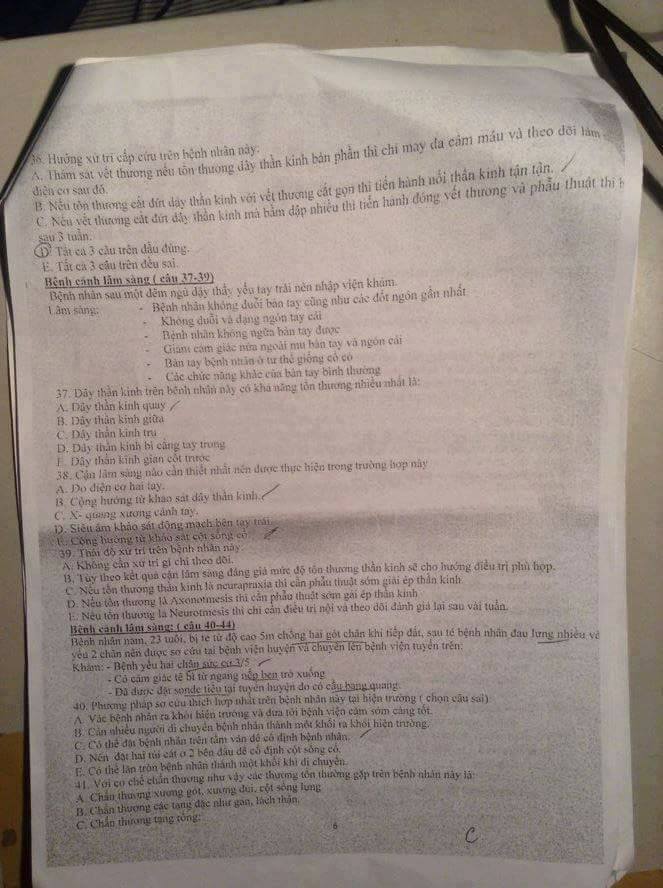 36. Hướng xử trí cấp cứu trên bệnh nhân này:
A. Thám sát vết thương nếu tổn thương dây thần kinh bán phần thì chỉ may da cầm máu và theo dõi làm
điện cơ sau đó.
B. Nếu tổn thương cắt đứt dây thần kinh với vết thương cắt gọn thì tiến hành nối thần kinh tận tận.
C. Nếu vết thương cắt đứt dây thần kinh mà bầm dập nhiều thì tiến hành đóng vết thương và phẫu thuật thì
sau 3 tuần.
D. Tất cả 3 câu trên đều đúng.
E. Tất cả 3 câu trên đều sai.
Bệnh cảnh lâm sàng ( câu 37-39)
Bệnh nhân sau một đêm ngủ dậy thấy yếu tay trái nên nhập viện khám.
Lâm sàng: - Bệnh nhân không duỗi bàn tay cũng như các đốt ngón gần nhất
- Không duỗi và dạng ngón tay cái
- Bệnh nhân không ngửa bàn tay được
- Giảm cảm giác nửa ngoài mu bàn tay và ngón cái
- Bàn tay bệnh nhân ở tư thế giống cổ cò
- Các chức năng khác của bàn tay bình thường
37. Dây thần kinh trên bệnh nhân này có khả năng tổn thương nhiều nhất là:
A. Dây thần kinh quay
B. Dây thần kinh giữa
C. Dây thần kinh trụ
D. Dây thần kinh bì cẳng tay trong
E. Dây thần kinh gian cốt trước
38. Cận lâm sàng nào cần thiết nhất nên được thực hiện trong trường hợp này
A. Đo điện cơ hai tay.
B. Cộng hưởng từ khảo sát dây thần kinh.
C. X- quang xương cánh tay.
D. Siêu âm khảo sát động mạch bên tay trái
E. Cộng hưởng từ khảo sát cột sống cổ.
39. Thái độ xử trí trên bệnh nhân này:
A. Không cần xử trí gì chỉ theo dõi.
B. Tùy theo kết quả cận lâm sàng đáng giá mức độ tổn thương thần kinh sẽ cho hướng điều trị phù hợp.
C. Nếu tổn thương thần kinh là neurapraxia thì cần phẫu thuật sớm giải ép thần kinh.
D. Nếu tổn thương là Axonotmesis thì cần phẫu thuật sớm giải ép thần kinh
E. Nếu tổn thương là Neurotmesis thì chỉ cần điều trị nội và theo dõi đánh giá lại sau vài tuần.
Bệnh cảnh lâm sàng: ( câu 40-44)
Bệnh nhân nam, 23 tuổi, bị té từ độ cao 5m chống hai gót chân khi tiếp đất, sau té bệnh nhân đau lưng nhiều và
yếu 2 chân nên được sơ cứu tại bệnh viện huyện và chuyển lên bệnh viện tuyến trên:
Khám: - Bệnh yếu hai chân sức cơ 3/5
- Có cảm giác tê bì từ ngang nếp bẹn trở xuống
- Đã được đặt sonde tiểu tại tuyến huyện do có cầu bàng quang.
40. Phương pháp sơ cứu thích hợp nhất trên bệnh nhân này tại hiện trường ( chọn câu sai)
A. Vác bệnh nhân ra khỏi hiện trường và đưa tới bệnh viện càm sớm càng tốt.
B. Cần nhiều người di chuyển bệnh nhân thành một khối ra khỏi hiện trường.
C. Có thể đặt bệnh nhân trên tấm ván để cố định bệnh nhân.
D. Nên đặt hai túi cát ở 2 bên đầu để cố định cột sống cổ.
E. Có thể lăn tròn bệnh nhân thành một khối khi di chuyển.
41. Với cơ chế chấn thương như vậy các thương tổn thường gặp trên bệnh nhân này là:
A. Chấn thương xương gót, xương đùi, cột sống lưng
B. Chấn thương các tạng đặc như gan, lách thận.
C. Chấn thương tạng rỗng:
6
C